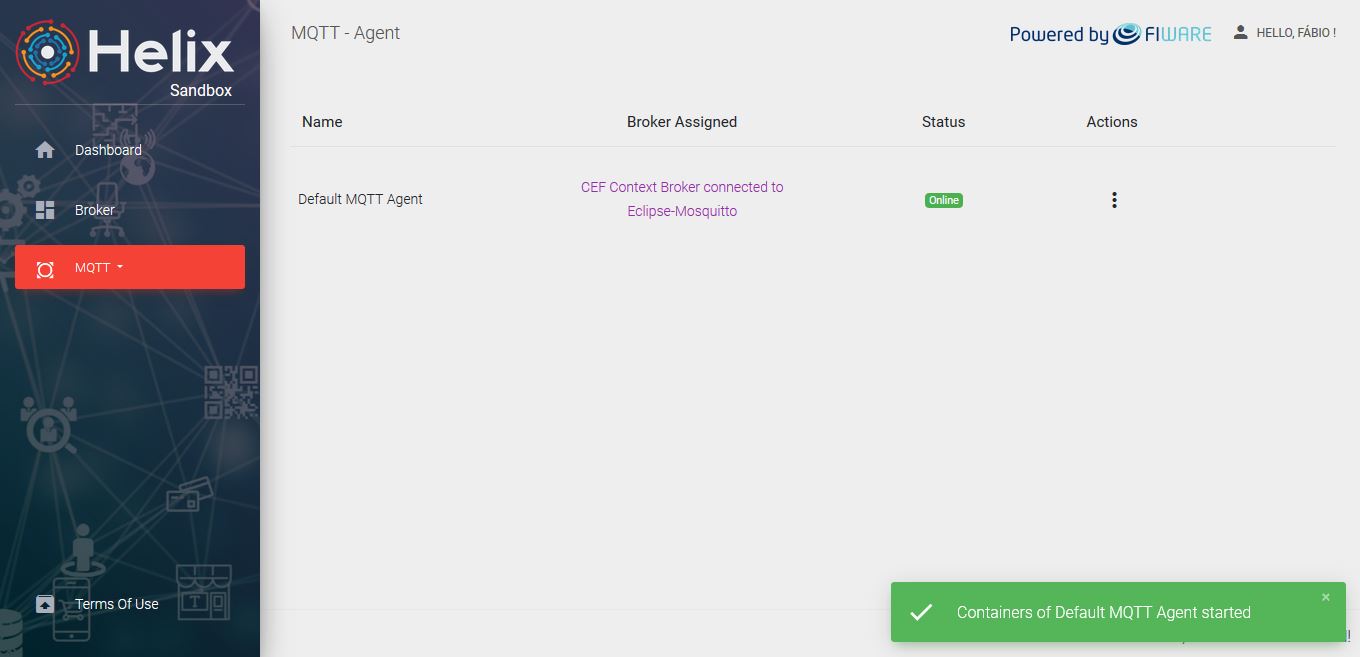 Helix
Sandbox
Dashboard
Broker
MQTT
Terms Of Use
MQTT - Agent
Powered by FIWARE
HELLO, FÁBIO !
Name Broker Assigned Status Actions
Default MQTT Agent
CEF Context Broker connected to
Eclipse-Mosquitto
Online
Containers of Default MQTT Agent started
×